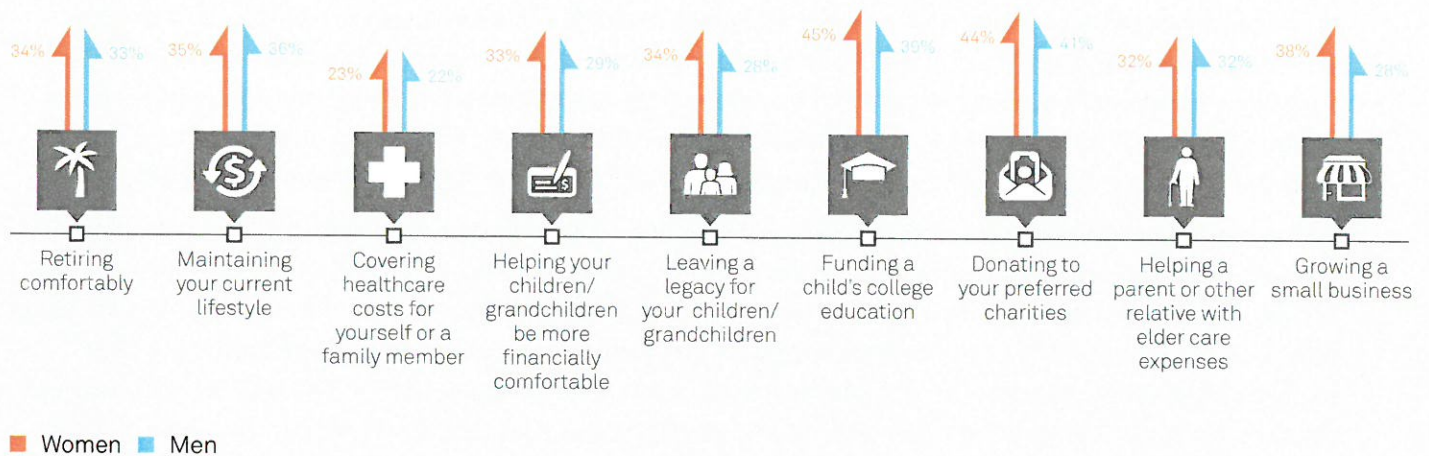 34% 33%
35% 36%
23% 22%
33% 29%
34% 28%
45% 39%
44% 41%
32% 32%
38% 28%
Retiring
comfortably
Maintaining
your current
lifestyle
Covering
healthcare
costs for
yourself or a
family member
Helping your
children/
grandchildren
be more
financially
comfortable
Leaving a
legacy for
your children/
grandchildren
Funding a
child's college
education
Donating to
your preferred
charities
Helping a
parent or other
relative with
elder care
expenses
Growing a
small business
Women Men